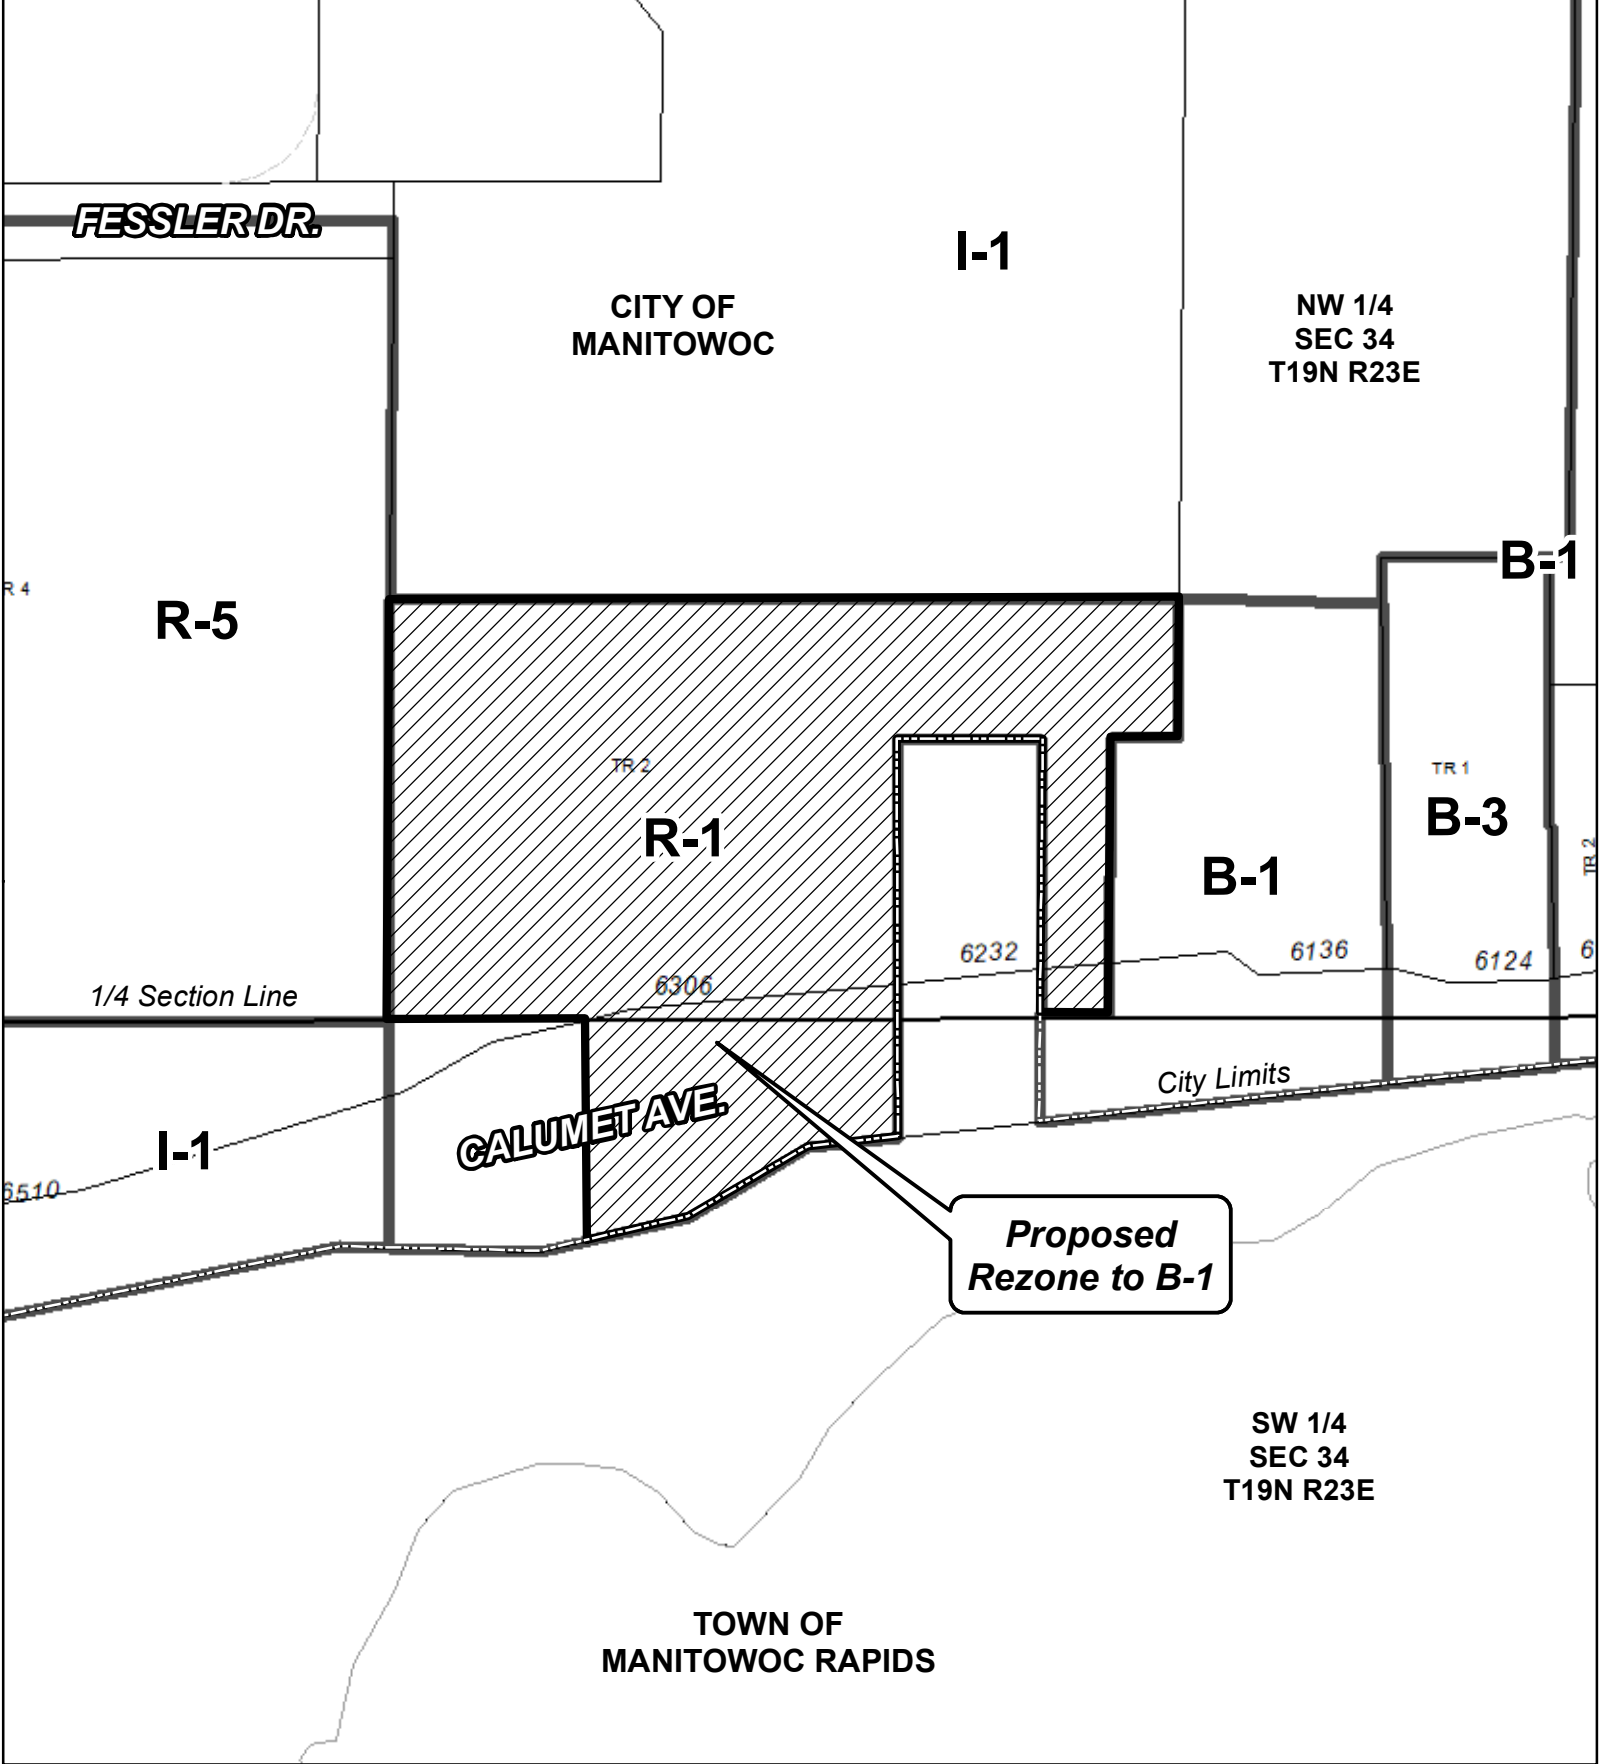 FESSLER DR.
I-1
CITY OF
MANITOWOC
NW 1/4
SEC 34
T19N R23E
B-1
R 4
R-5
TR 2
TR 1
R-1
B-3
B-1
TR 2
6232
6136
6124
6
6306
1/4 Section Line
City Limits
CALUMET AVE.
I-1
6510
Proposed
Rezone to B-1
SW 1/4
SEC 34
T19N R23E
TOWN OF
MANITOWOC RAPIDS